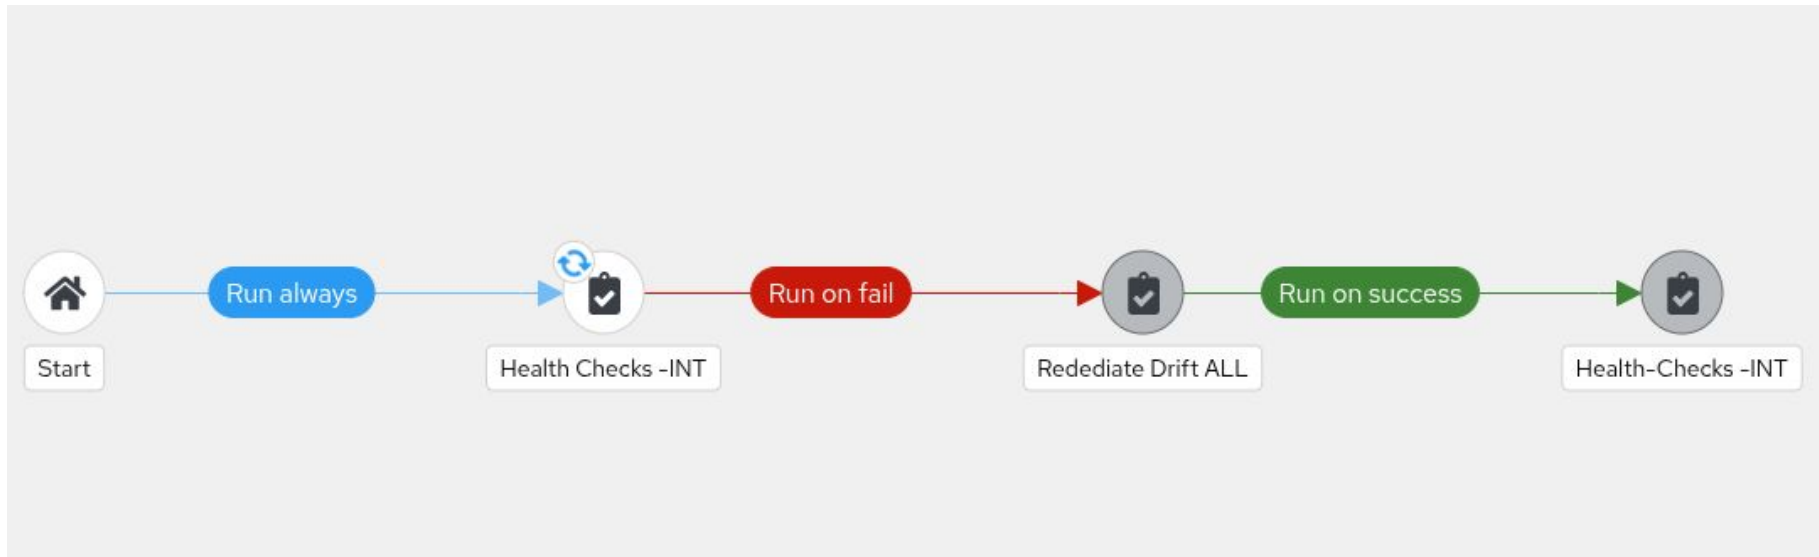 Run always
Run on fail
Run on success
Start
Health Checks -INT
Redediate Drift ALL
Health-Checks -INT